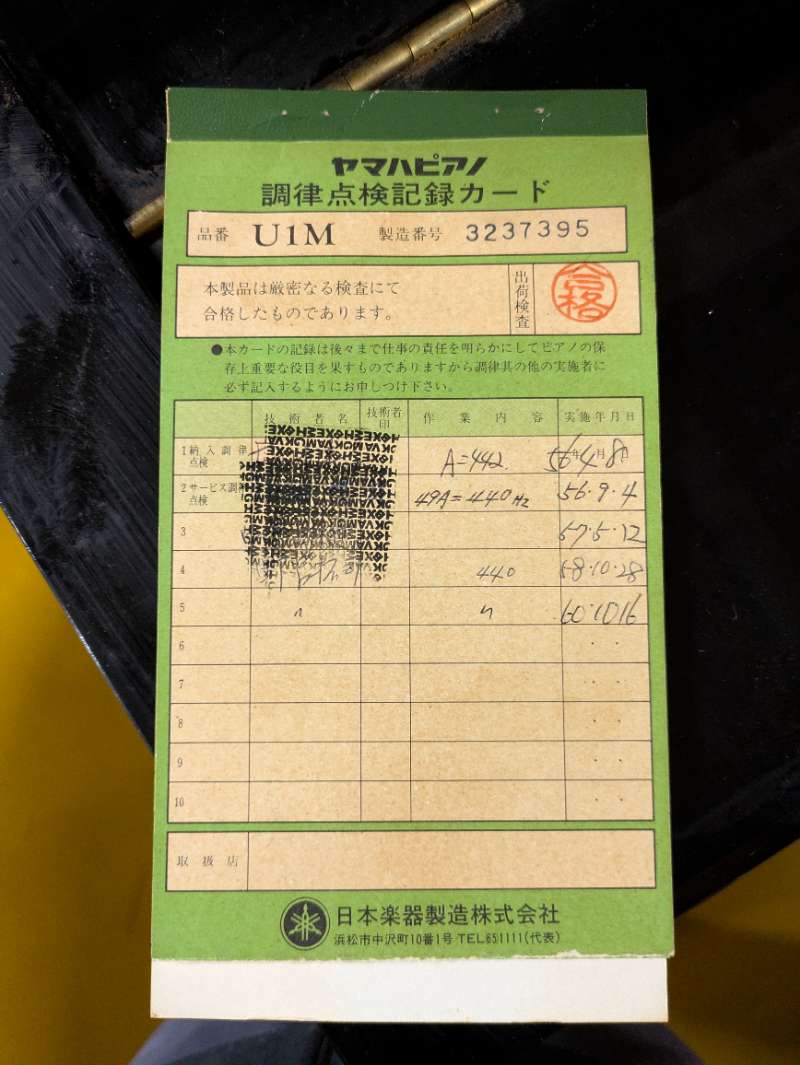 ヤマハピアノ
調律点検記録カード
品番 U1M 製造番号 3237395
本製品は厳密なる検査にて
合格したものであります。
出荷検査
合格
●本カードの記録は後々まで仕事の責任を明らかにしてピアノの保
存上重要な役目を果すものでありますから調律其の他の実施者に
必ず記入するようにお申しつけ下さい。
技術者名 技術者印 作業内容 実施年月日
1 納入調律点検 A=442. 56年4月8日
2 サービス調律点検 49A=440Hz 56.9.4
3 57.5.12
4 440 58.10.28
5 〃 〃 60.10.16
6
7
8
9
10
取扱店
日本楽器製造株式会社
浜松市中沢町10番1号 TEL651111(代表)